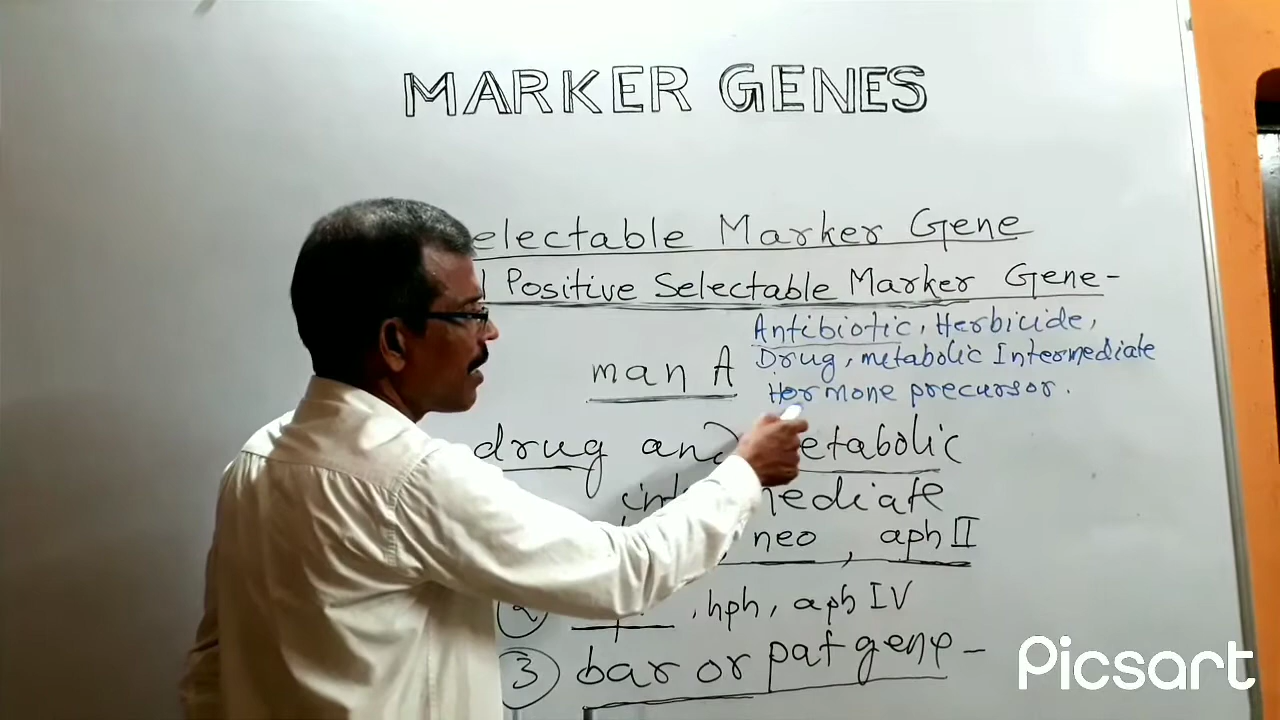 MARKER GENES
electable Marker Gene
Positive Selectable Marker Gene-
Antibiotic, Herbicide,
man A Drug, metabolic Intermediate
Hormone precursor.
drug and etabolic
mediate
neo, aph II
, hph, aph IV
3 bar or pat gene -
Picsart